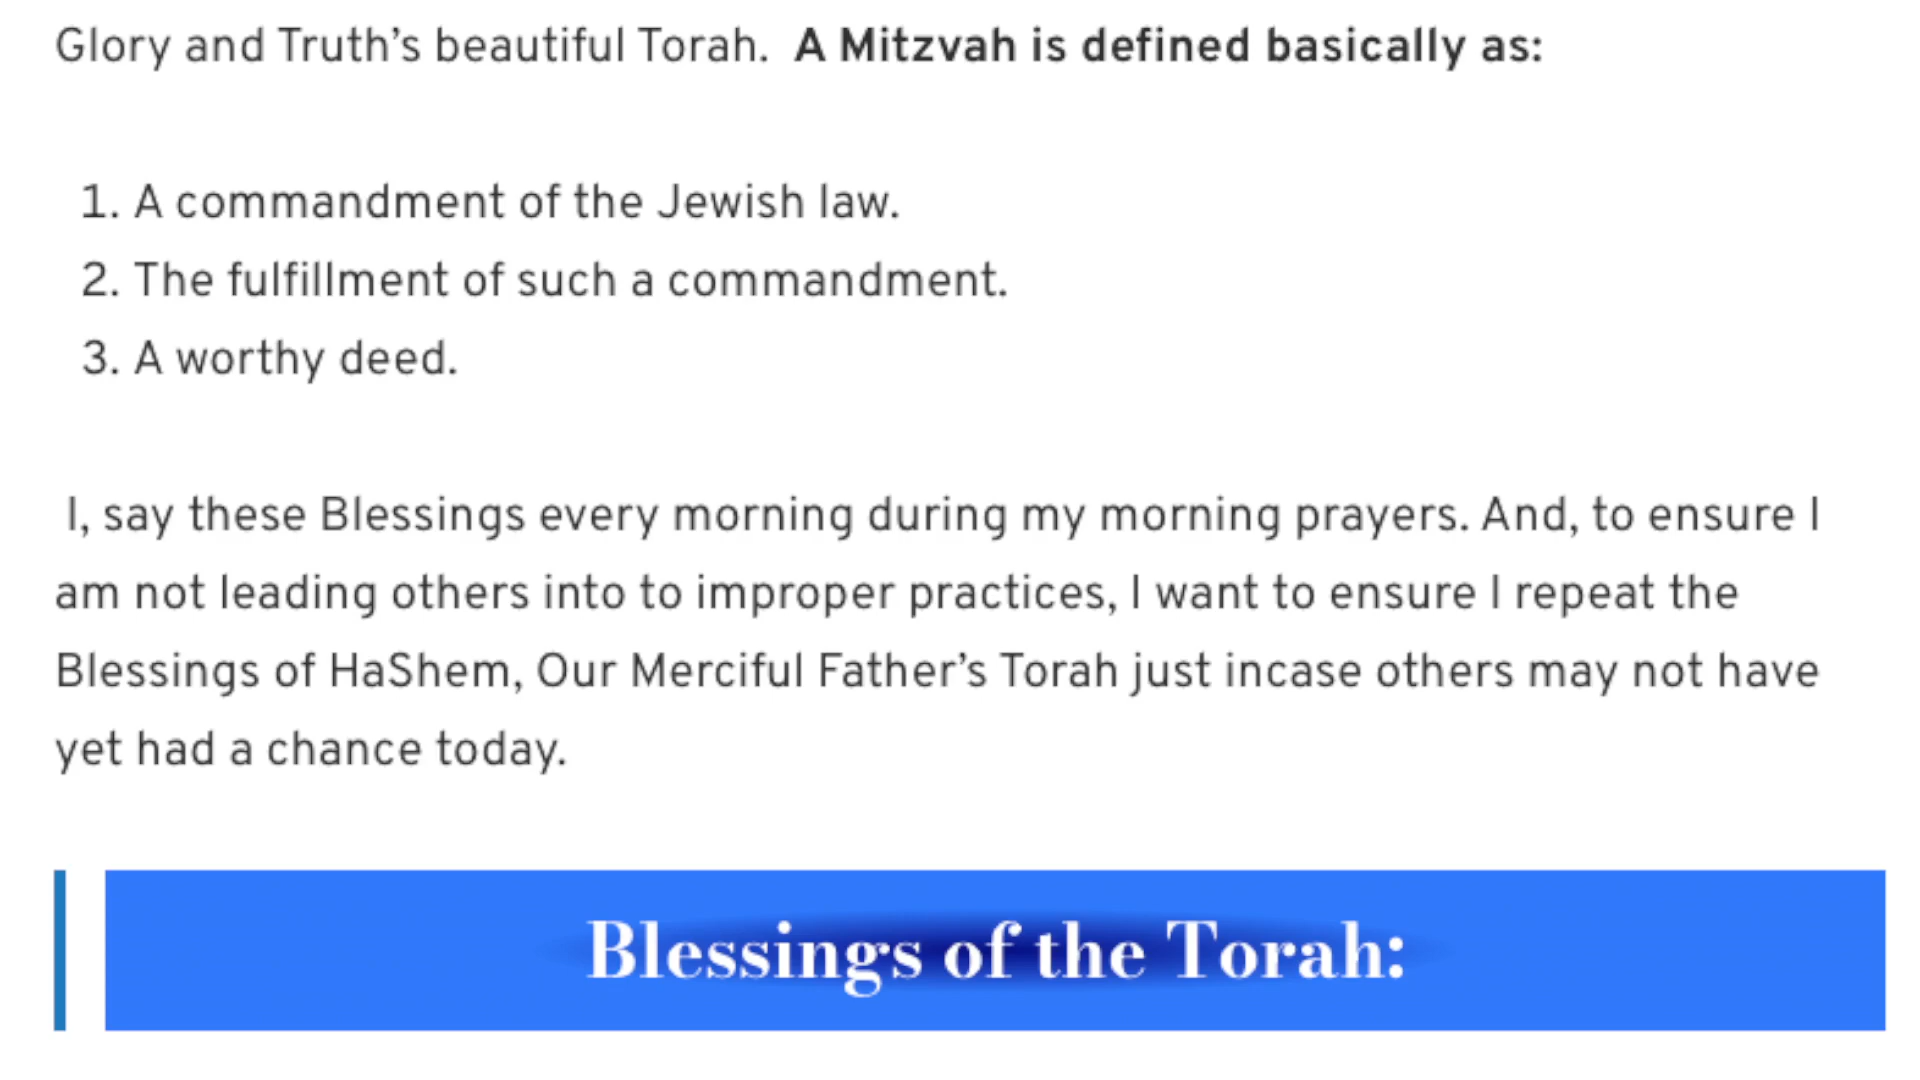 Glory and Truth’s beautiful Torah.  A Mitzvah is defined basically as:
1. A commandment of the Jewish law.
2. The fulfillment of such a commandment.
3. A worthy deed.
I, say these Blessings every morning during my morning prayers. And, to ensure I
am not leading others into to improper practices, I want to ensure I repeat the
Blessings of HaShem, Our Merciful Father’s Torah just incase others may not have
yet had a chance today.
Blessings of the Torah: